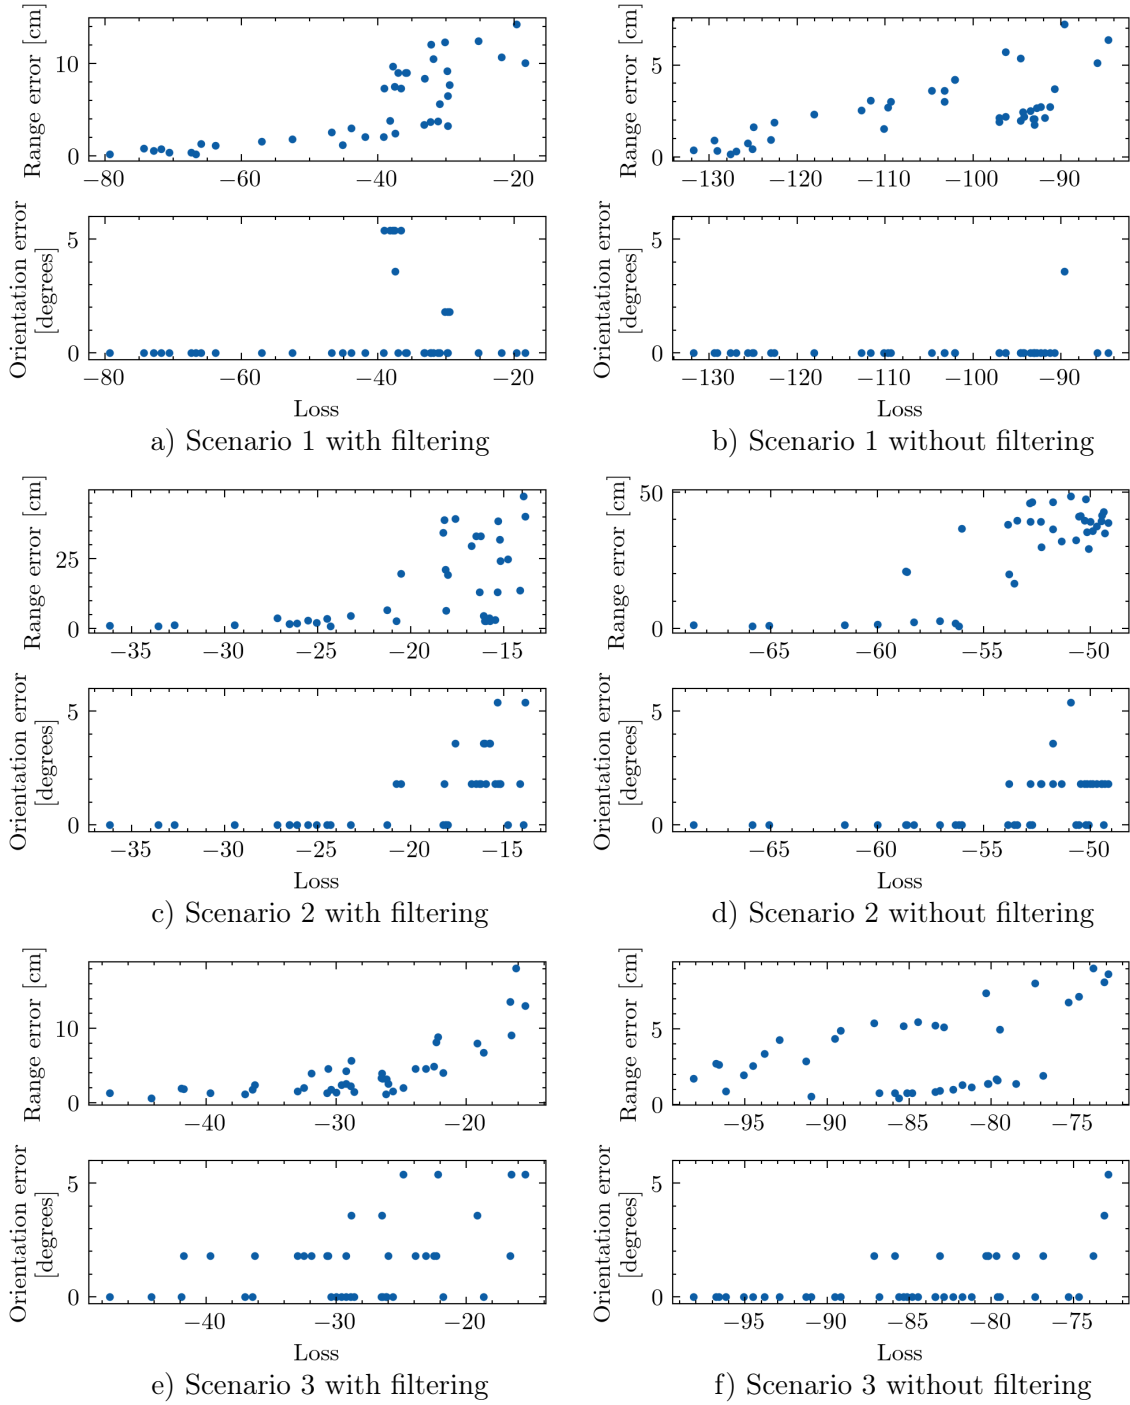 Range error [cm]
10
0
−80 −60 −40 −20
Orientation error
[degrees]
5
0
−80 −60 −40 −20
Loss
a) Scenario 1 with filtering
Range error [cm]
5
0
−130 −120 −110 −100 −90
Orientation error
[degrees]
5
0
−130 −120 −110 −100 −90
Loss
b) Scenario 1 without filtering
Range error [cm]
25
0
−35 −30 −25 −20 −15
Orientation error
[degrees]
5
0
−35 −30 −25 −20 −15
Loss
c) Scenario 2 with filtering
Range error [cm]
50
0
−65 −60 −55 −50
Orientation error
[degrees]
5
0
−65 −60 −55 −50
Loss
d) Scenario 2 without filtering
Range error [cm]
10
0
−40 −30 −20
Orientation error
[degrees]
5
0
−40 −30 −20
Loss
e) Scenario 3 with filtering
Range error [cm]
5
0
−95 −90 −85 −80 −75
Orientation error
[degrees]
5
0
−95 −90 −85 −80 −75
Loss
f) Scenario 3 without filtering